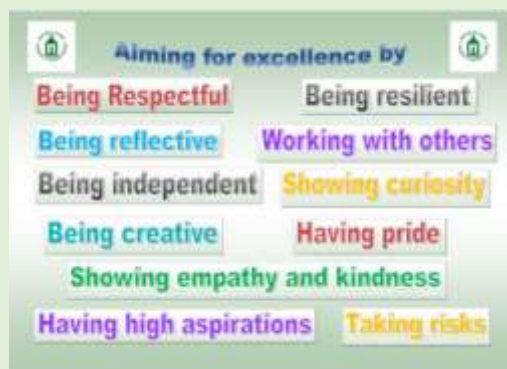 Aiming for excellence by
Being Respectful Being resilient
Being reflective Working with others
Being independent Showing curiosity
Being creative Having pride
Showing empathy and kindness
Having high aspirations Taking risks